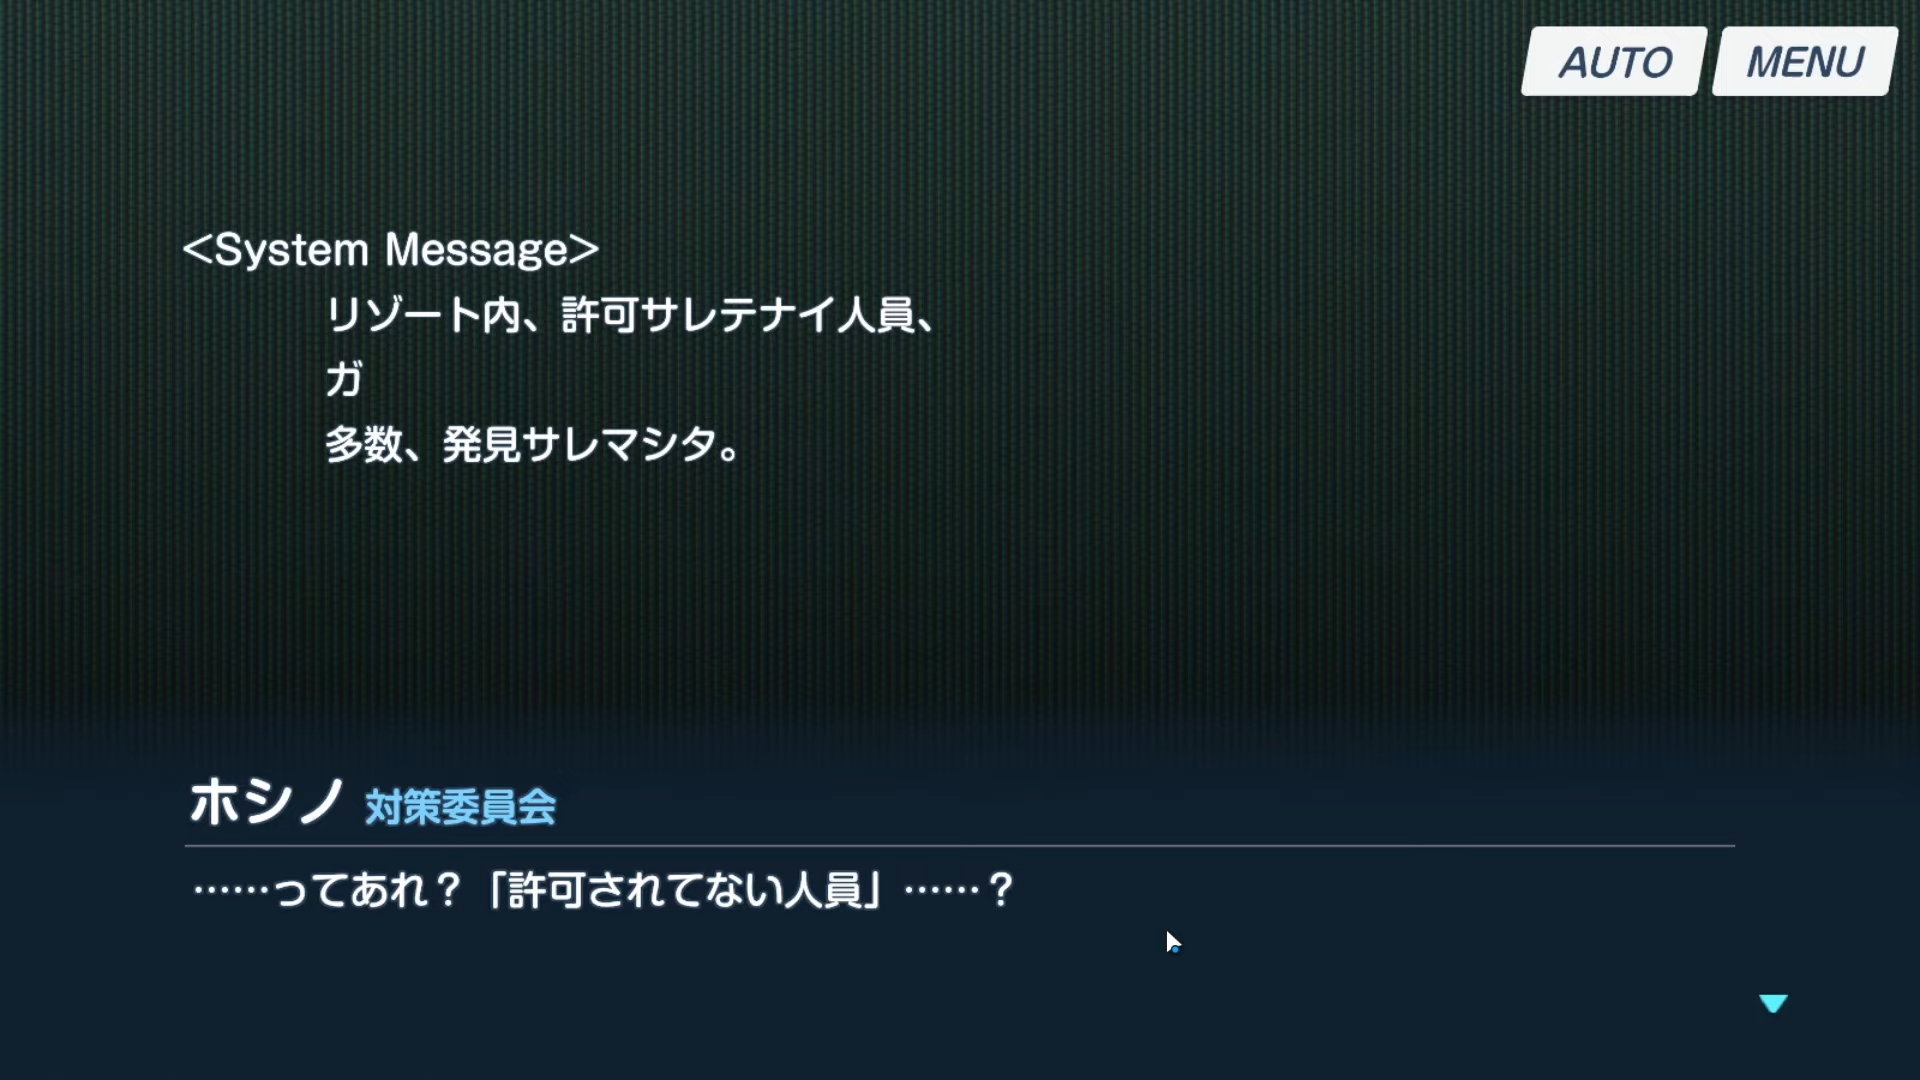 AUTO
MENU
<System Message>
リゾート内、許可サレテナイ人員、
ガ
多数、発見サレマシタ。
ホシノ 対策委員会
……ってあれ？「許可されてない人員」……？